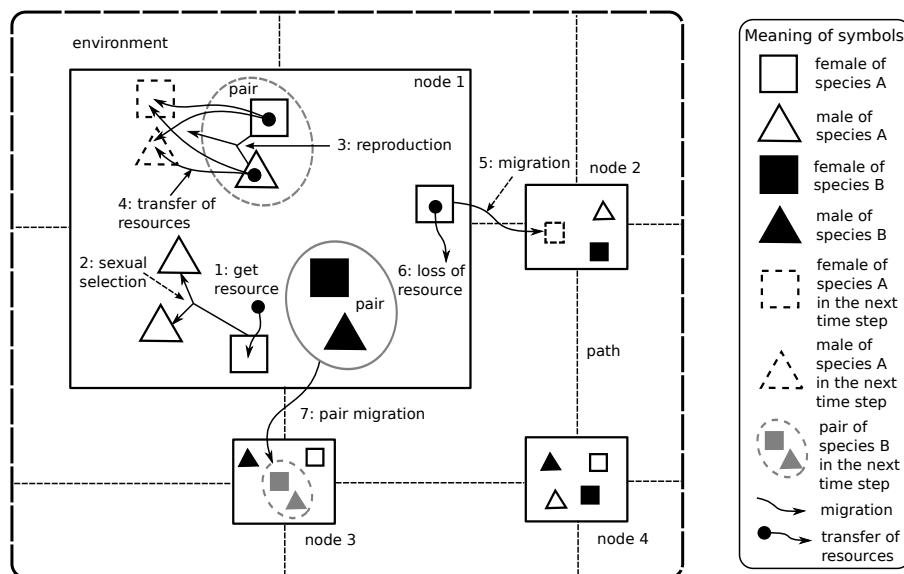 environment
node 1
pair
3: reproduction
4: transfer of
resources
2: sexual
selection
1: get
resource
pair
6: loss of
resource
5: migration
node 2
path
7: pair migration
node 3
node 4
Meaning of symbols
female of
species A
male of
species A
female of
species B
male of
species B
female of
species A
in the next
time step
male of
species A
in the next
time step
pair of
species B
in the next
time step
migration
transfer of
resources